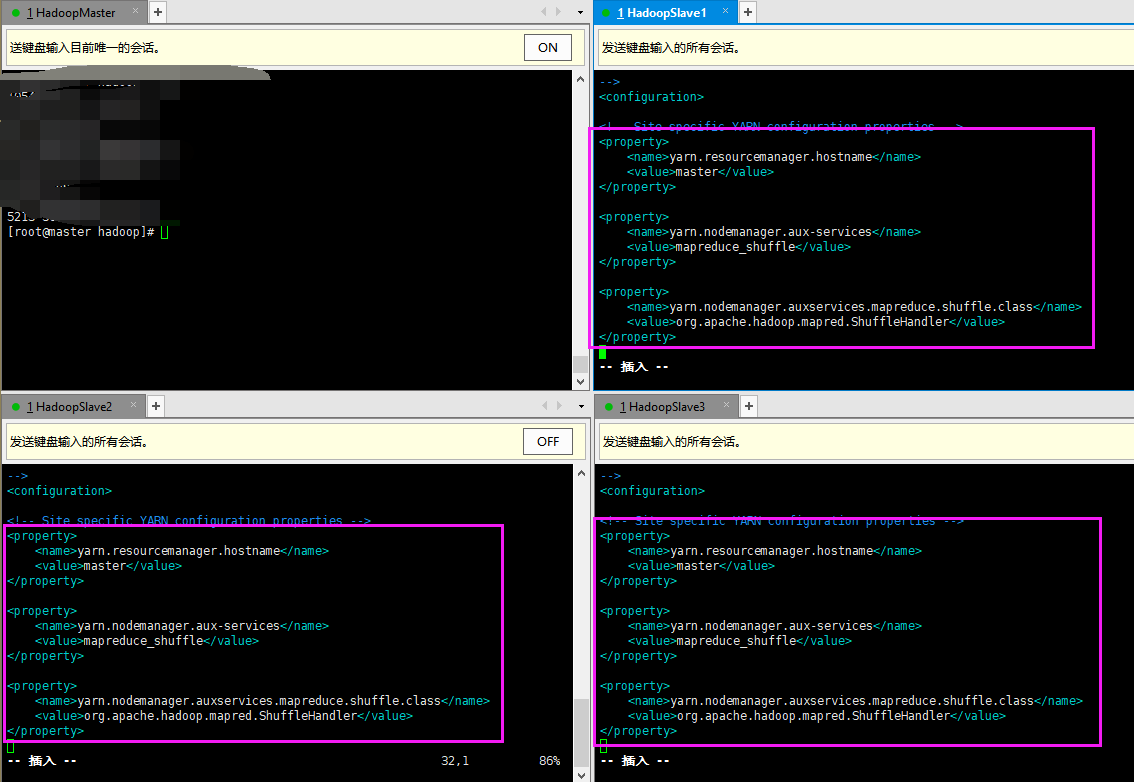 1 HadoopMaster × +
送键盘输入目前唯一的会话。 ON
[root@master hadoop]#
1 HadoopSlave1 × +
发送键盘输入的所有会话。
-->
<configuration>
<!-- Site specific YARN configuration properties -->
<property>
<name>yarn.resourcemanager.hostname</name>
<value>master</value>
</property>
<property>
<name>yarn.nodemanager.aux-services</name>
<value>mapreduce_shuffle</value>
</property>
<property>
<name>yarn.nodemanager.auxservices.mapreduce.shuffle.class</name>
<value>org.apache.hadoop.mapred.ShuffleHandler</value>
</property>
-- 插入 --
1 HadoopSlave2 × +
发送键盘输入的所有会话。 OFF
-->
<configuration>
<!-- Site specific YARN configuration properties -->
<property>
<name>yarn.resourcemanager.hostname</name>
<value>master</value>
</property>
<property>
<name>yarn.nodemanager.aux-services</name>
<value>mapreduce_shuffle</value>
</property>
<property>
<name>yarn.nodemanager.auxservices.mapreduce.shuffle.class</name>
<value>org.apache.hadoop.mapred.ShuffleHandler</value>
</property>
-- 插入 -- 32,1 86%
1 HadoopSlave3 × +
发送键盘输入的所有会话。
-->
<configuration>
<!-- Site specific YARN configuration properties -->
<property>
<name>yarn.resourcemanager.hostname</name>
<value>master</value>
</property>
<property>
<name>yarn.nodemanager.aux-services</name>
<value>mapreduce_shuffle</value>
</property>
<property>
<name>yarn.nodemanager.auxservices.mapreduce.shuffle.class</name>
<value>org.apache.hadoop.mapred.ShuffleHandler</value>
</property>
-- 插入 --